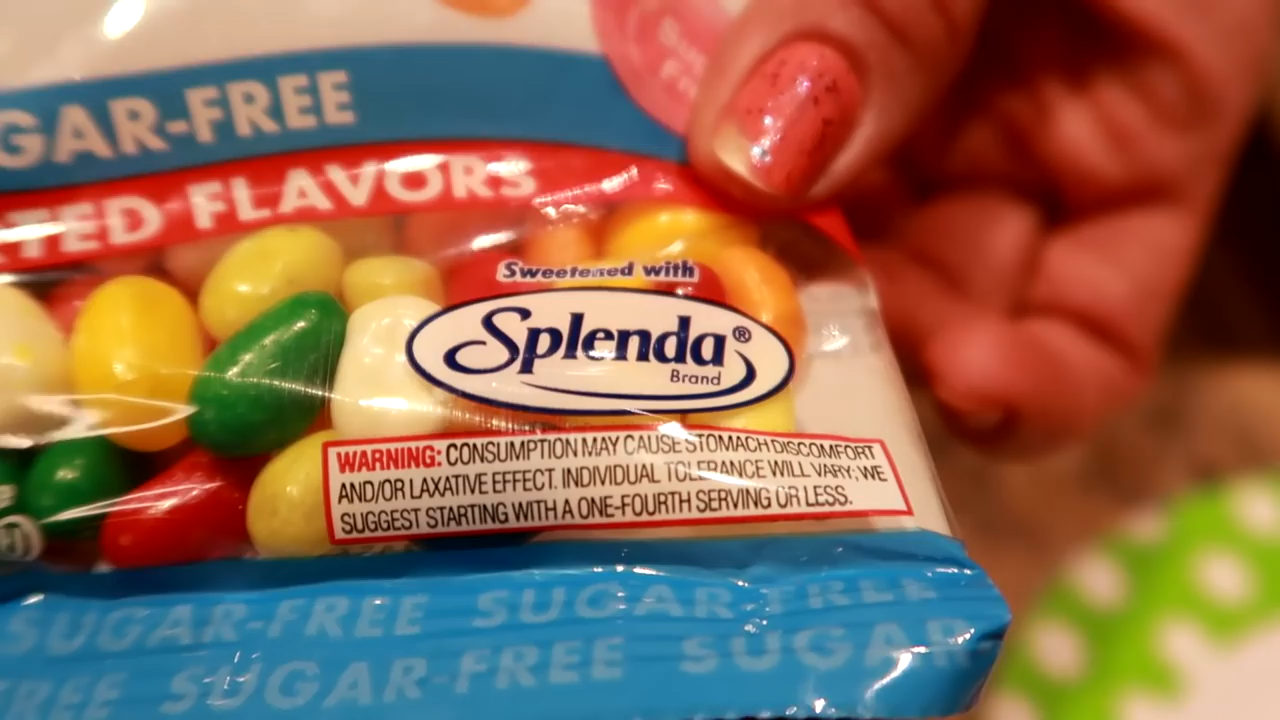 GAR-FREE
TED FLAVORS
Sweetened with
Splenda®
Brand
WARNING: CONSUMPTION MAY CAUSE STOMACH DISCOMFORT
AND/OR LAXATIVE EFFECT. INDIVIDUAL TOLERANCE WILL VARY; WE
SUGGEST STARTING WITH A ONE-FOURTH SERVING OR LESS.
SUGAR-FREE SUGAR-FREE
FREE SUGAR-FREE SUGAR-